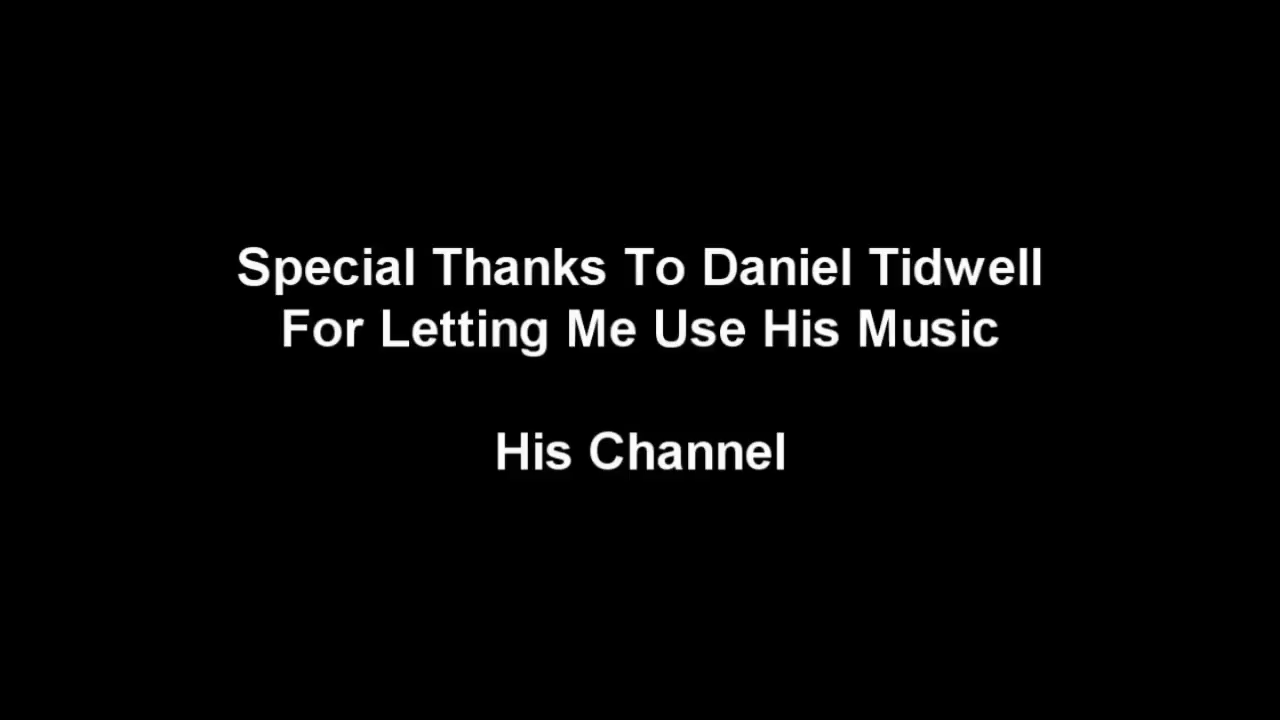 Special Thanks To Daniel Tidwell
For Letting Me Use His Music
His Channel